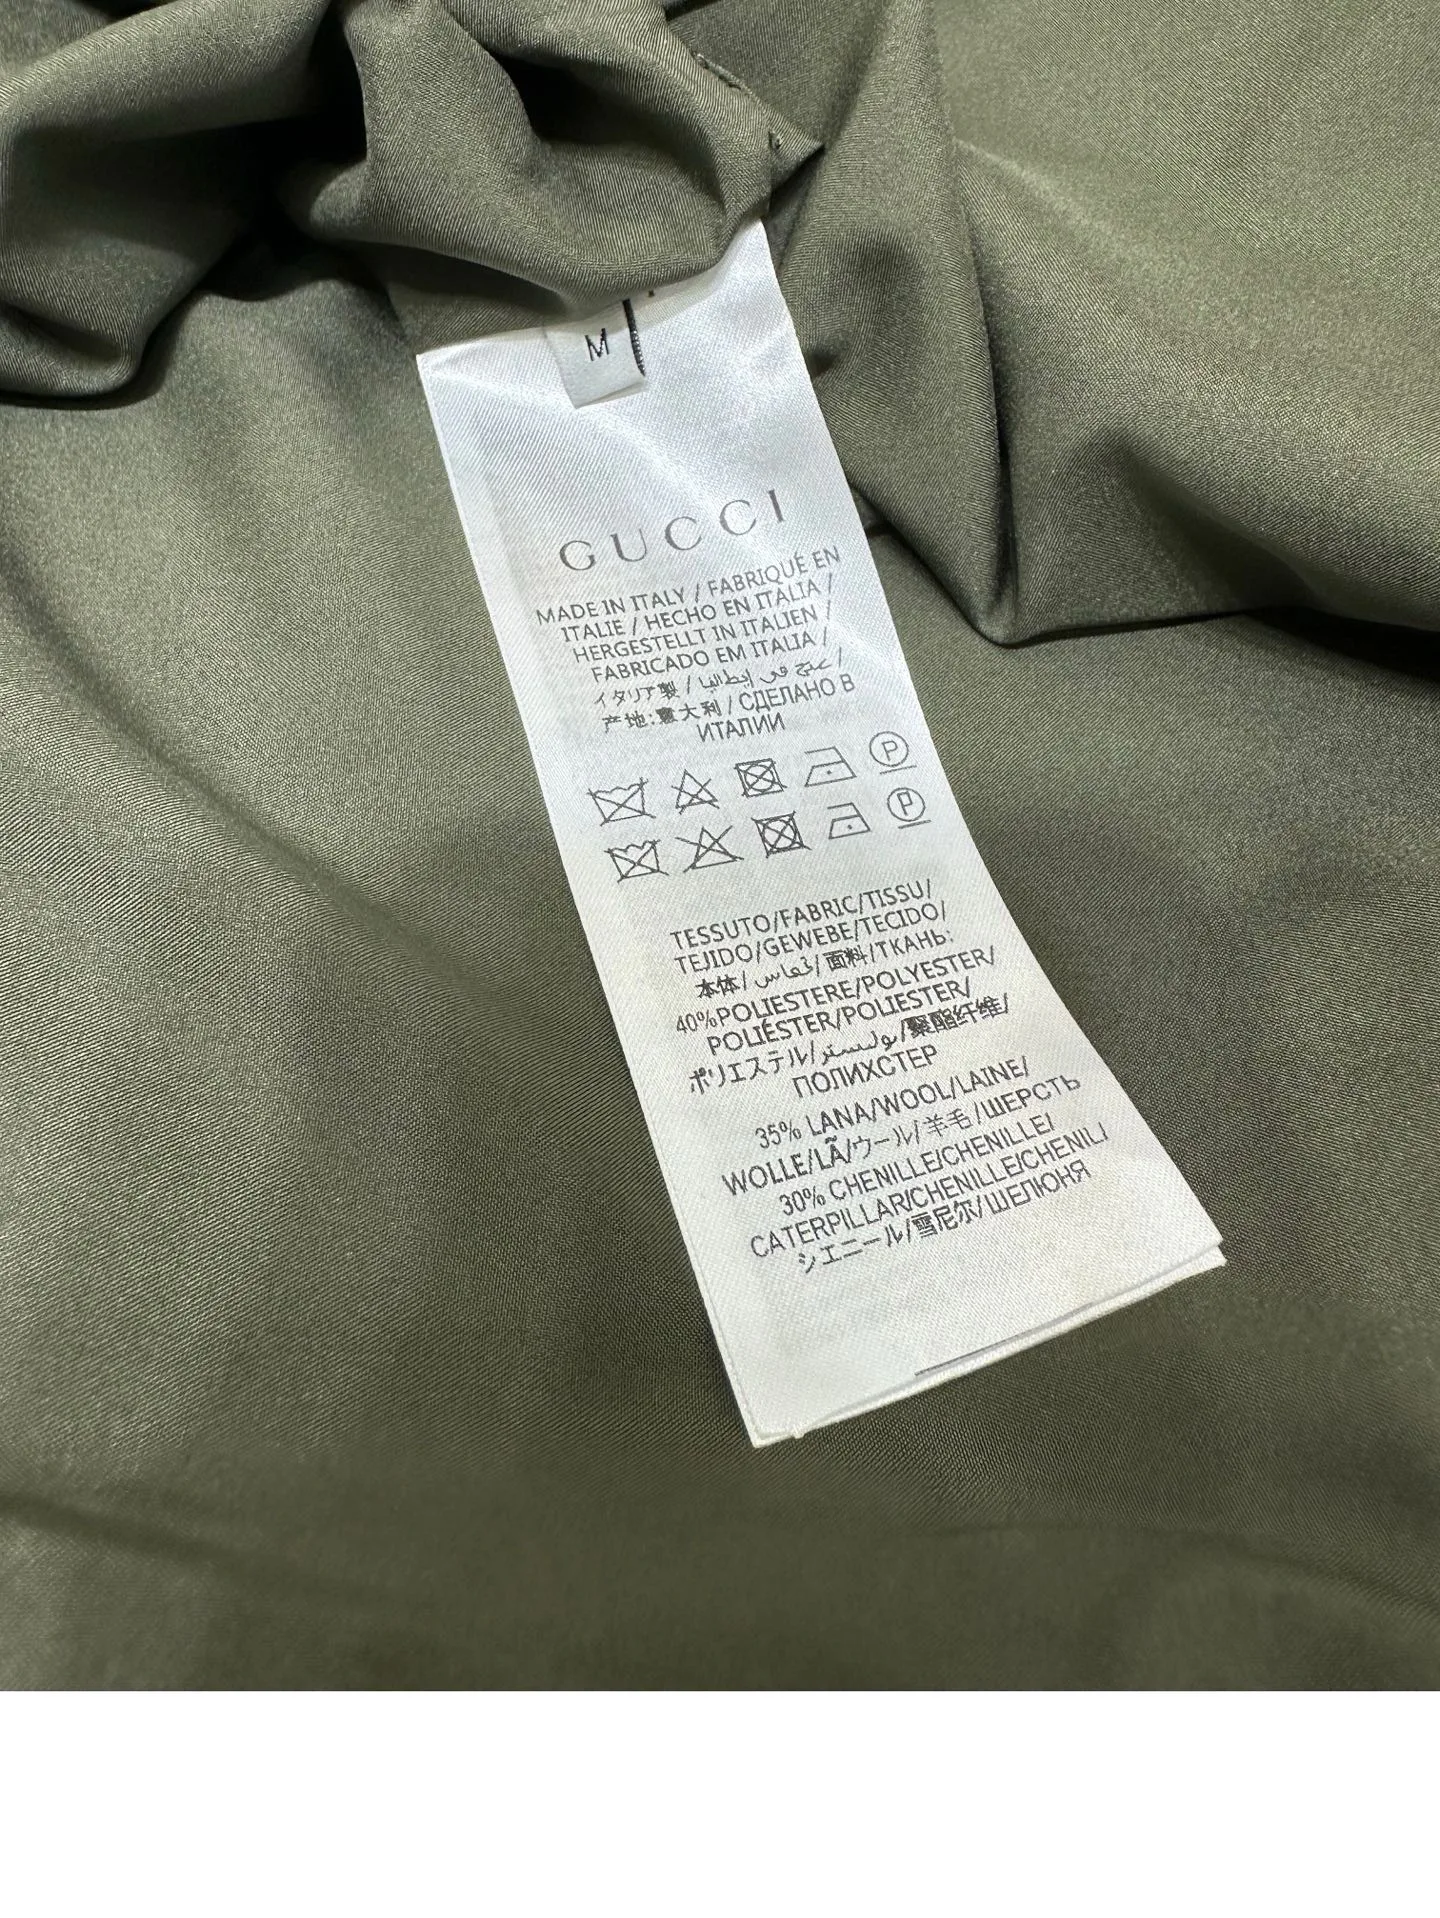 M
GUCCI
MADE IN ITALY / FABRIQUÉ EN
ITALIE / HECHO EN ITALIA /
HERGESTELLT IN ITALIEN /
FABRICADO EM ITALIA /
イタリア製 / في إيطاليا /
产地:意大利 / СДЕЛАНО В
ИТАЛИИ
P
P
TESSUTO/FABRIC/TISSU/
TEJIDO/GEWEBE/TECIDO/
本体/قماس/面料/ТКАНЬ:
40%POLIESTERE/POLYESTER/
POLIÉSTER/POLIESTER/
ポリエステル/بوليستر/聚酯纤维/
ПОЛИХСТЕР
35% LANA/WOOL/LAINE/
WOLLE/LÃ/ウール/羊毛/ШЕРСТЬ
30% CHENILLE/CHENILLE/
CATERPILLAR/CHENILLE/CHENILI
シェニール/雪尼尔/ШЕЛЮНЯ